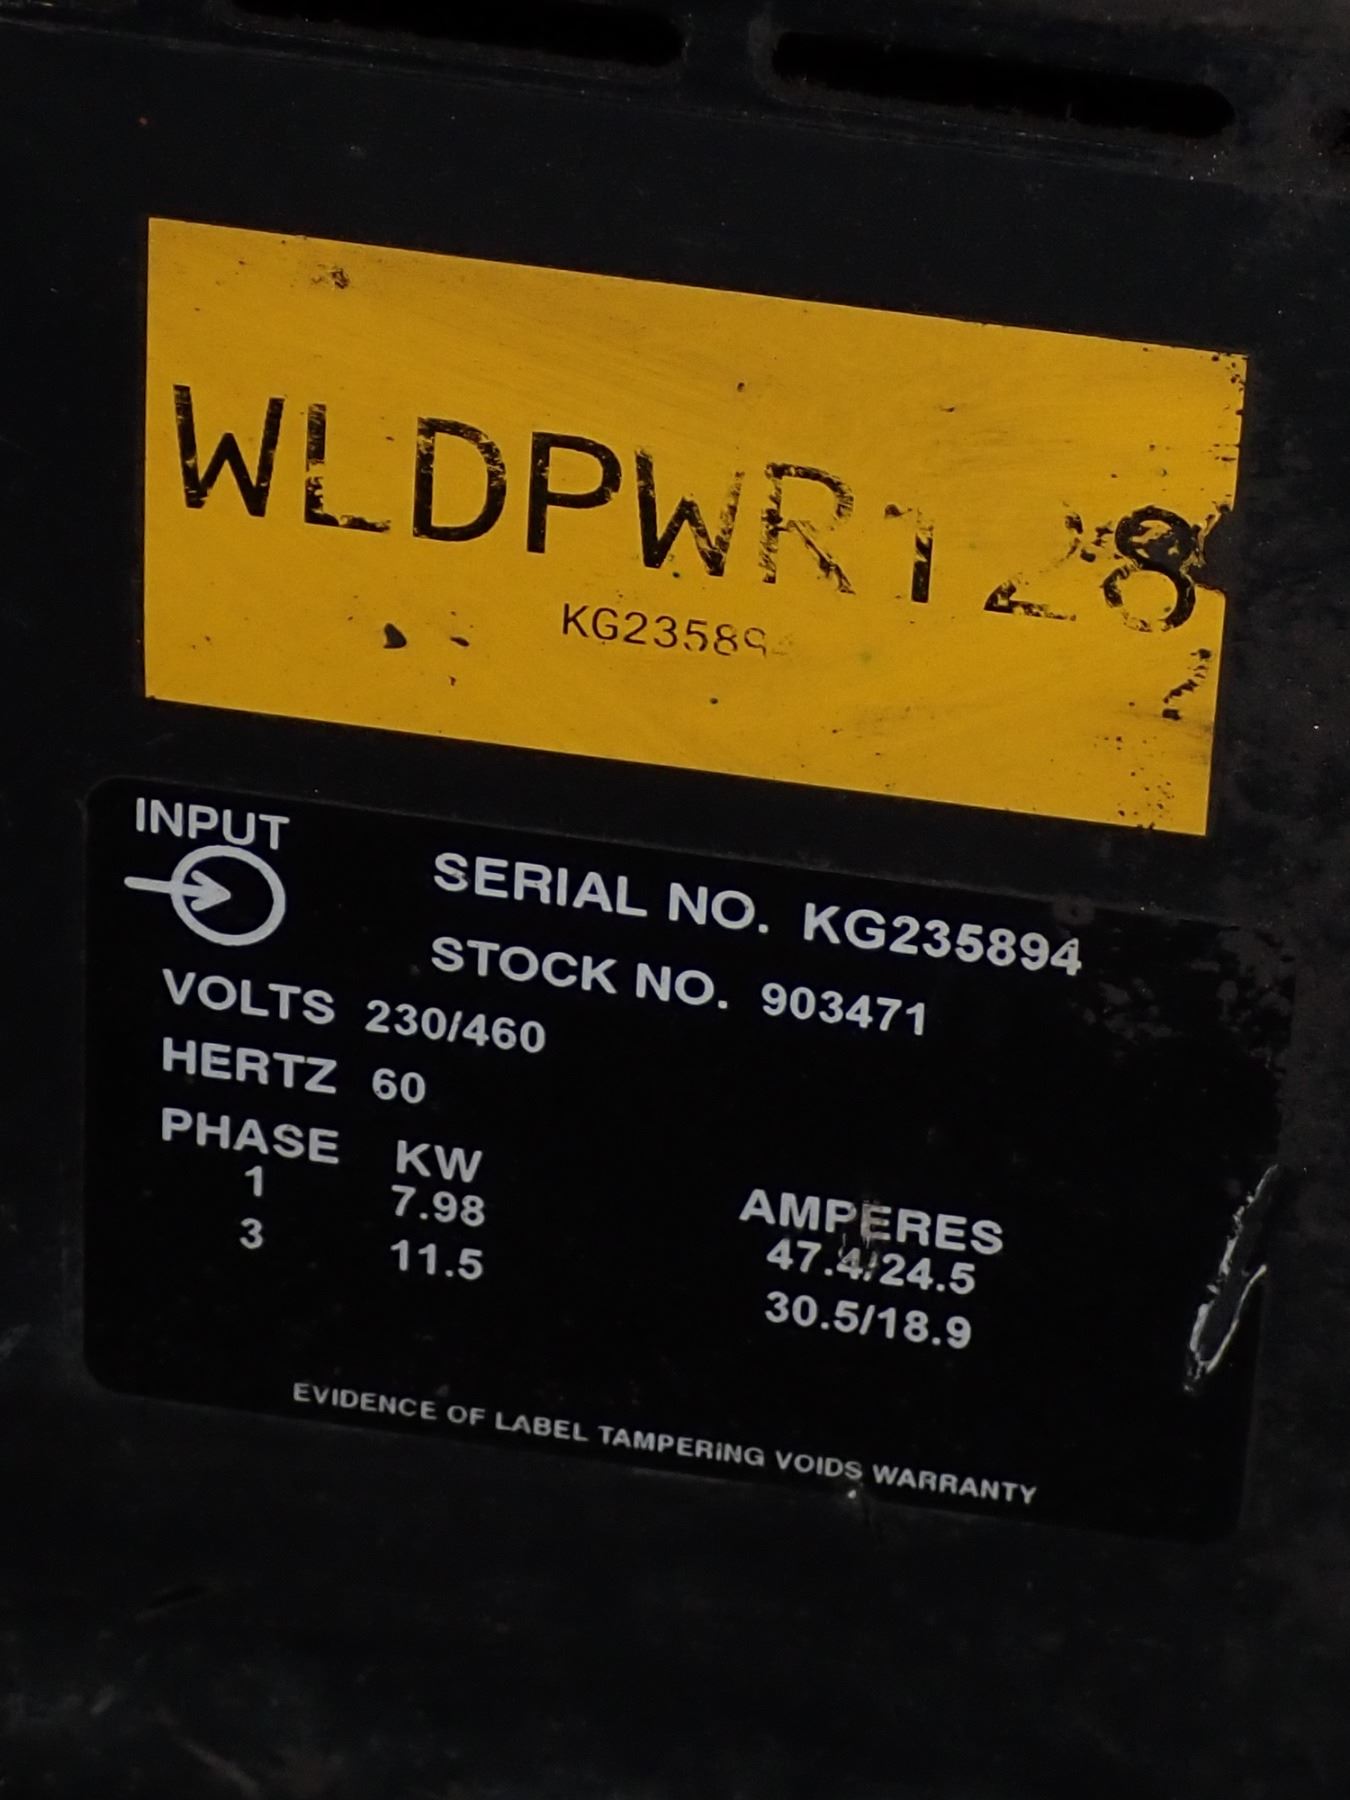 WLDPWR128
KG235894
INPUT
SERIAL NO. KG235894
STOCK NO. 903471
VOLTS 230/460
HERTZ 60
PHASE KW AMPERES
1 7.98 47.4/24.5
3 11.5 30.5/18.9
EVIDENCE OF LABEL TAMPERING VOIDS WARRANTY